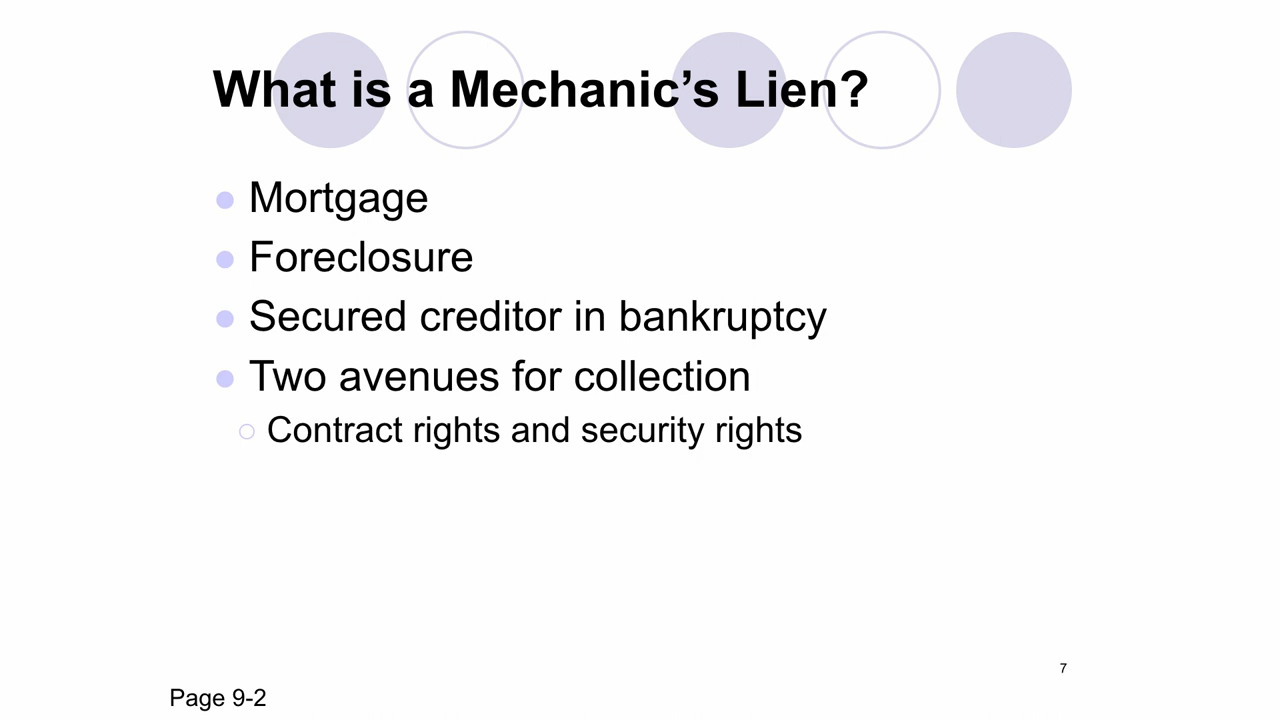 What is a Mechanic’s Lien?
Mortgage
Foreclosure
Secured creditor in bankruptcy
Two avenues for collection
Contract rights and security rights
7
Page 9-2